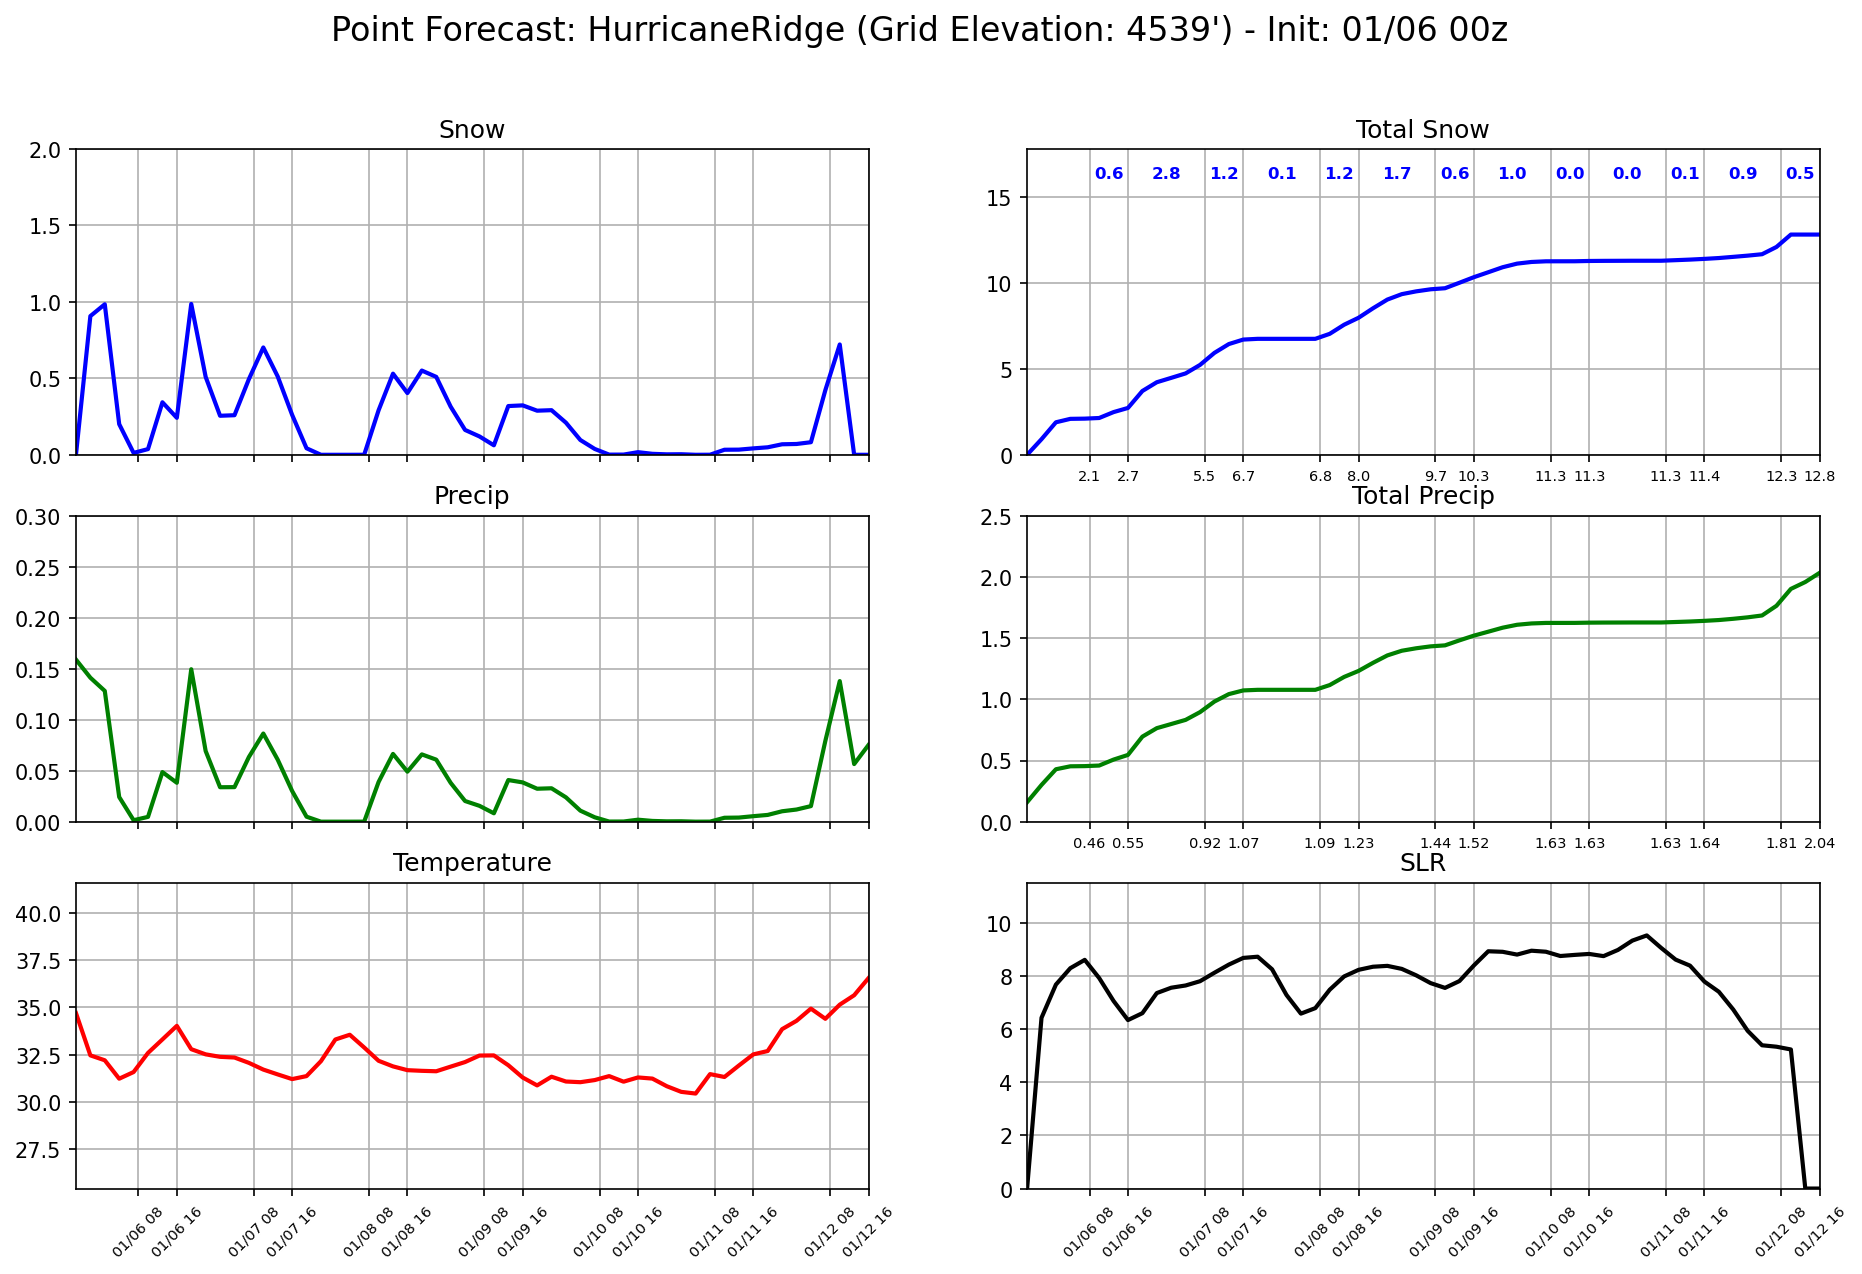 Point Forecast: HurricaneRidge (Grid Elevation: 4539') - Init: 01/06 00z
Snow
2.0
1.5
1.0
0.5
0.0
Total Snow
0.6 2.8 1.2 0.1 1.2 1.7 0.6 1.0 0.0 0.0 0.1 0.9 0.5
15
10
5
0
2.1 2.7 5.5 6.7 6.8 8.0 9.7 10.3 11.3 11.3 11.3 11.4 12.3 12.8
Precip
0.30
0.25
0.20
0.15
0.10
0.05
0.00
Total Precip
2.5
2.0
1.5
1.0
0.5
0.0
0.46 0.55 0.92 1.07 1.09 1.23 1.44 1.52 1.63 1.63 1.63 1.64 1.81 2.04
Temperature
40.0
37.5
35.0
32.5
30.0
27.5
01/06 08 01/06 16 01/07 08 01/07 16 01/08 08 01/08 16 01/09 08 01/09 16 01/10 08 01/10 16 01/11 08 01/11 16 01/12 08 01/12 16
SLR
10
8
6
4
2
0
01/06 08 01/06 16 01/07 08 01/07 16 01/08 08 01/08 16 01/09 08 01/09 16 01/10 08 01/10 16 01/11 08 01/11 16 01/12 08 01/12 16